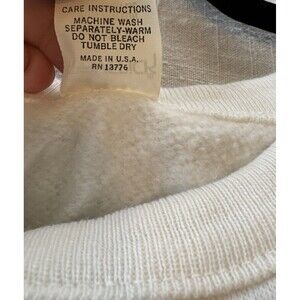 CARE INSTRUCTIONS
MACHINE WASH
SEPARATELY-WARM
DO NOT BLEACH
TUMBLE DRY
MADE IN U.S.A.
RN 13776